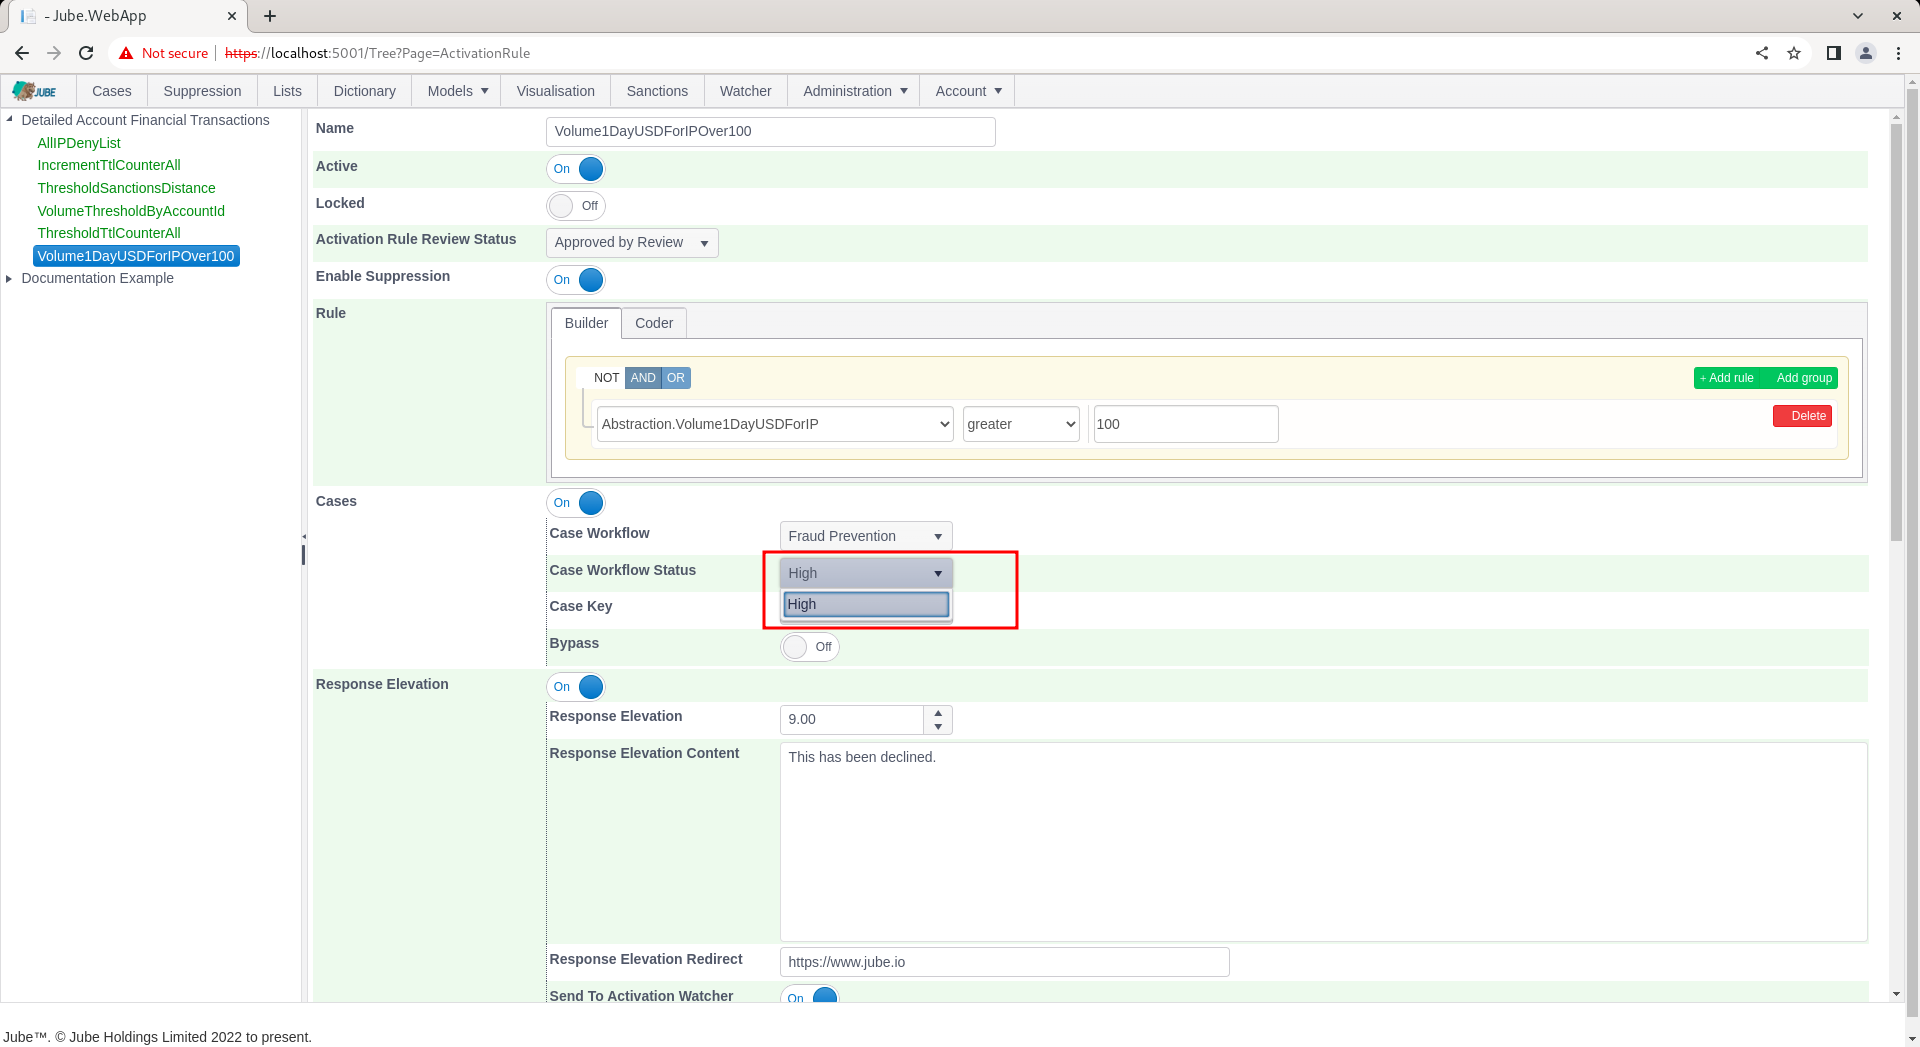 - Jube.WebApp
Not secure https://localhost:5001/Tree?Page=ActivationRule
JUBE Cases Suppression Lists Dictionary Models Visualisation Sanctions Watcher Administration Account
Detailed Account Financial Transactions
AllIPDenyList
IncrementTtlCounterAll
ThresholdSanctionsDistance
VolumeThresholdByAccountId
ThresholdTtlCounterAll
Volume1DayUSDForIPOver100
Documentation Example
Name Volume1DayUSDForIPOver100
Active On
Locked Off
Activation Rule Review Status Approved by Review
Enable Suppression On
Rule Builder Coder
NOT AND OR + Add rule Add group
Abstraction.Volume1DayUSDForIP greater 100 Delete
Cases On
Case Workflow Fraud Prevention
Case Workflow Status High
Case Key High
Bypass Off
Response Elevation On
Response Elevation 9.00
Response Elevation Content This has been declined.
Response Elevation Redirect https://www.jube.io
Send To Activation Watcher On
Jube™. © Jube Holdings Limited 2022 to present.